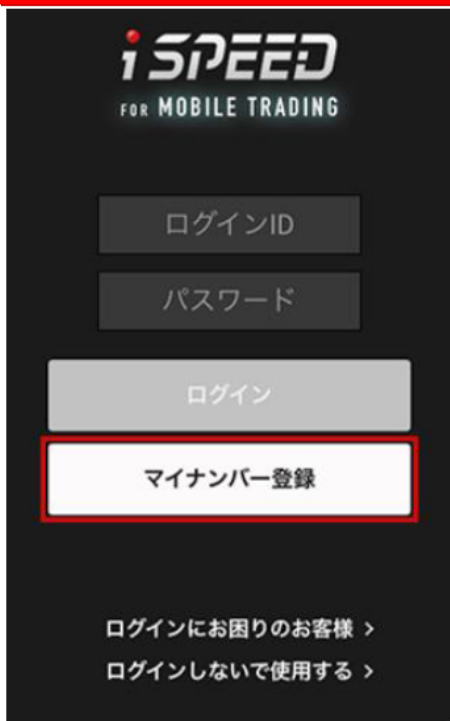 iSPEED
FOR MOBILE TRADING
ログインID
パスワード
ログイン
マイナンバー登録
ログインにお困りのお客様 >
ログインしないで使用する >